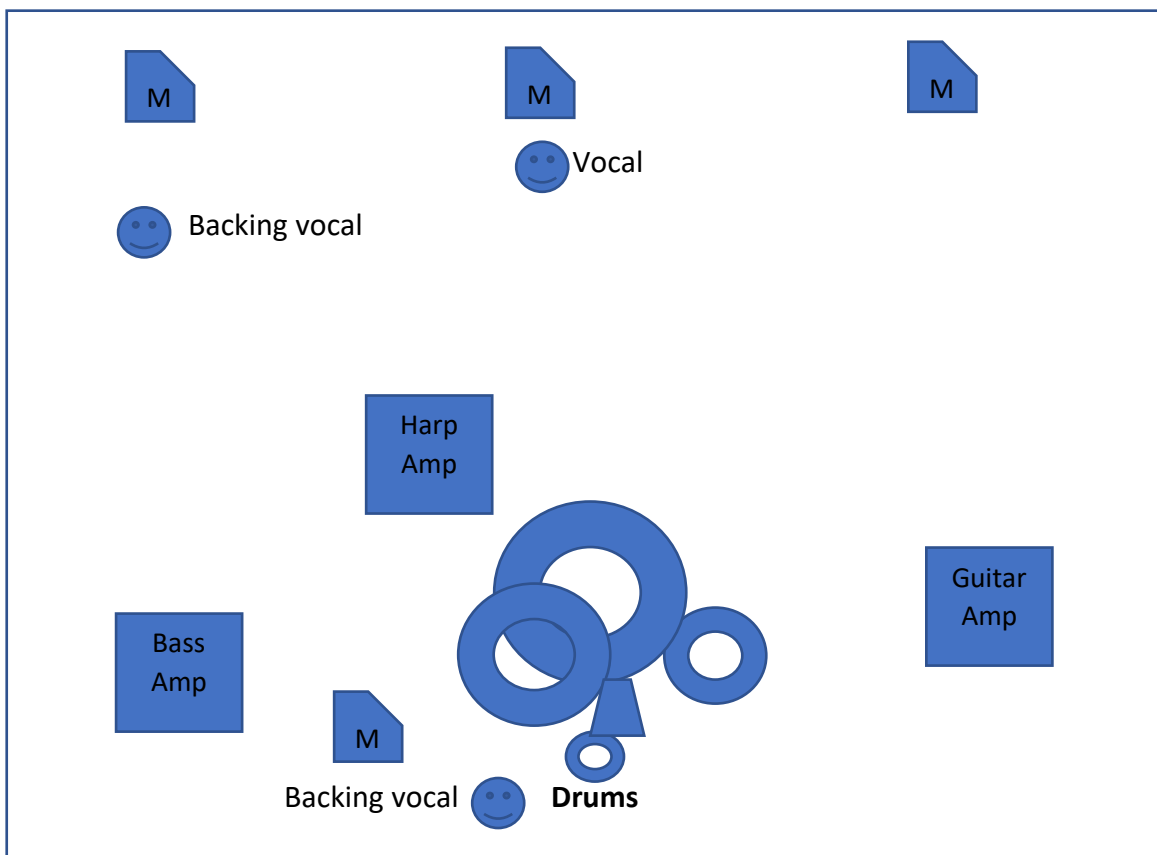 M
M
M
Vocal
Backing vocal
Harp
Amp
Guitar
Amp
Bass
Amp
M
Backing vocal
Drums